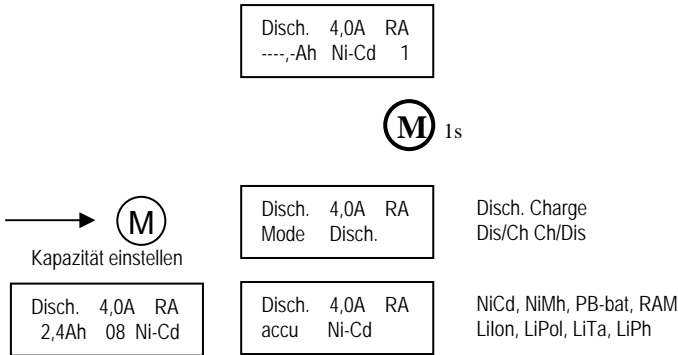 Disch. 4,0A RA
----,-Ah Ni-Cd 1
M 1s
Disch. 4,0A RA
Mode Disch.
Disch. Charge
Dis/Ch Ch/Dis
M
Kapazität einstellen
Disch. 4,0A RA
2,4Ah 08 Ni-Cd
Disch. 4,0A RA
accu Ni-Cd
NiCd, NiMh, PB-bat, RAM
LiIon, LiPol, LiTa, LiPh